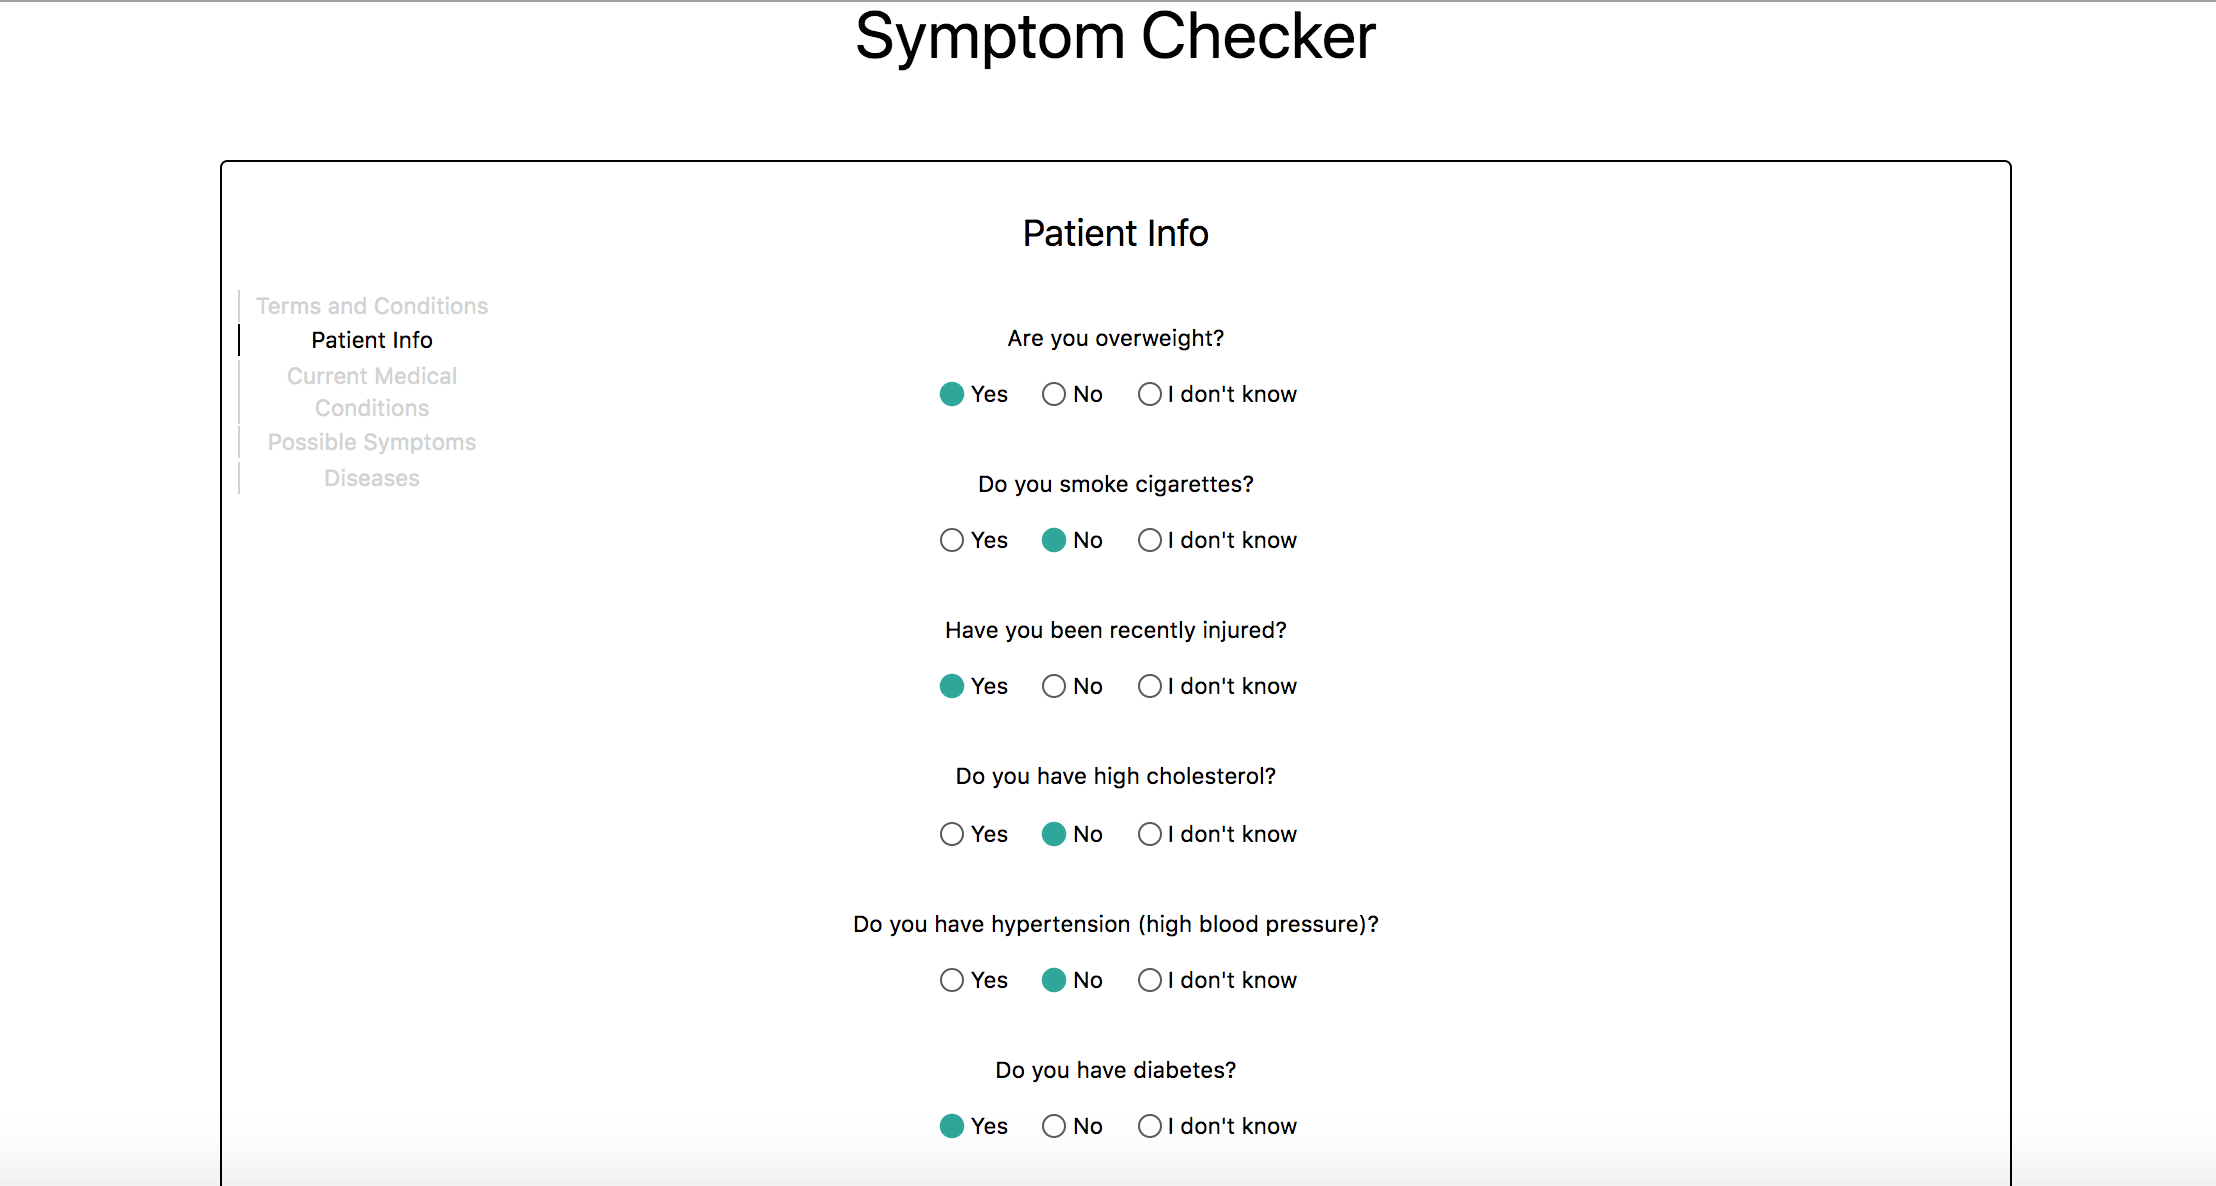 Symptom Checker
Patient Info
Terms and Conditions
Patient Info
Current Medical
Conditions
Possible Symptoms
Diseases
Are you overweight?
Yes No I don't know
Do you smoke cigarettes?
Yes No I don't know
Have you been recently injured?
Yes No I don't know
Do you have high cholesterol?
Yes No I don't know
Do you have hypertension (high blood pressure)?
Yes No I don't know
Do you have diabetes?
Yes No I don't know